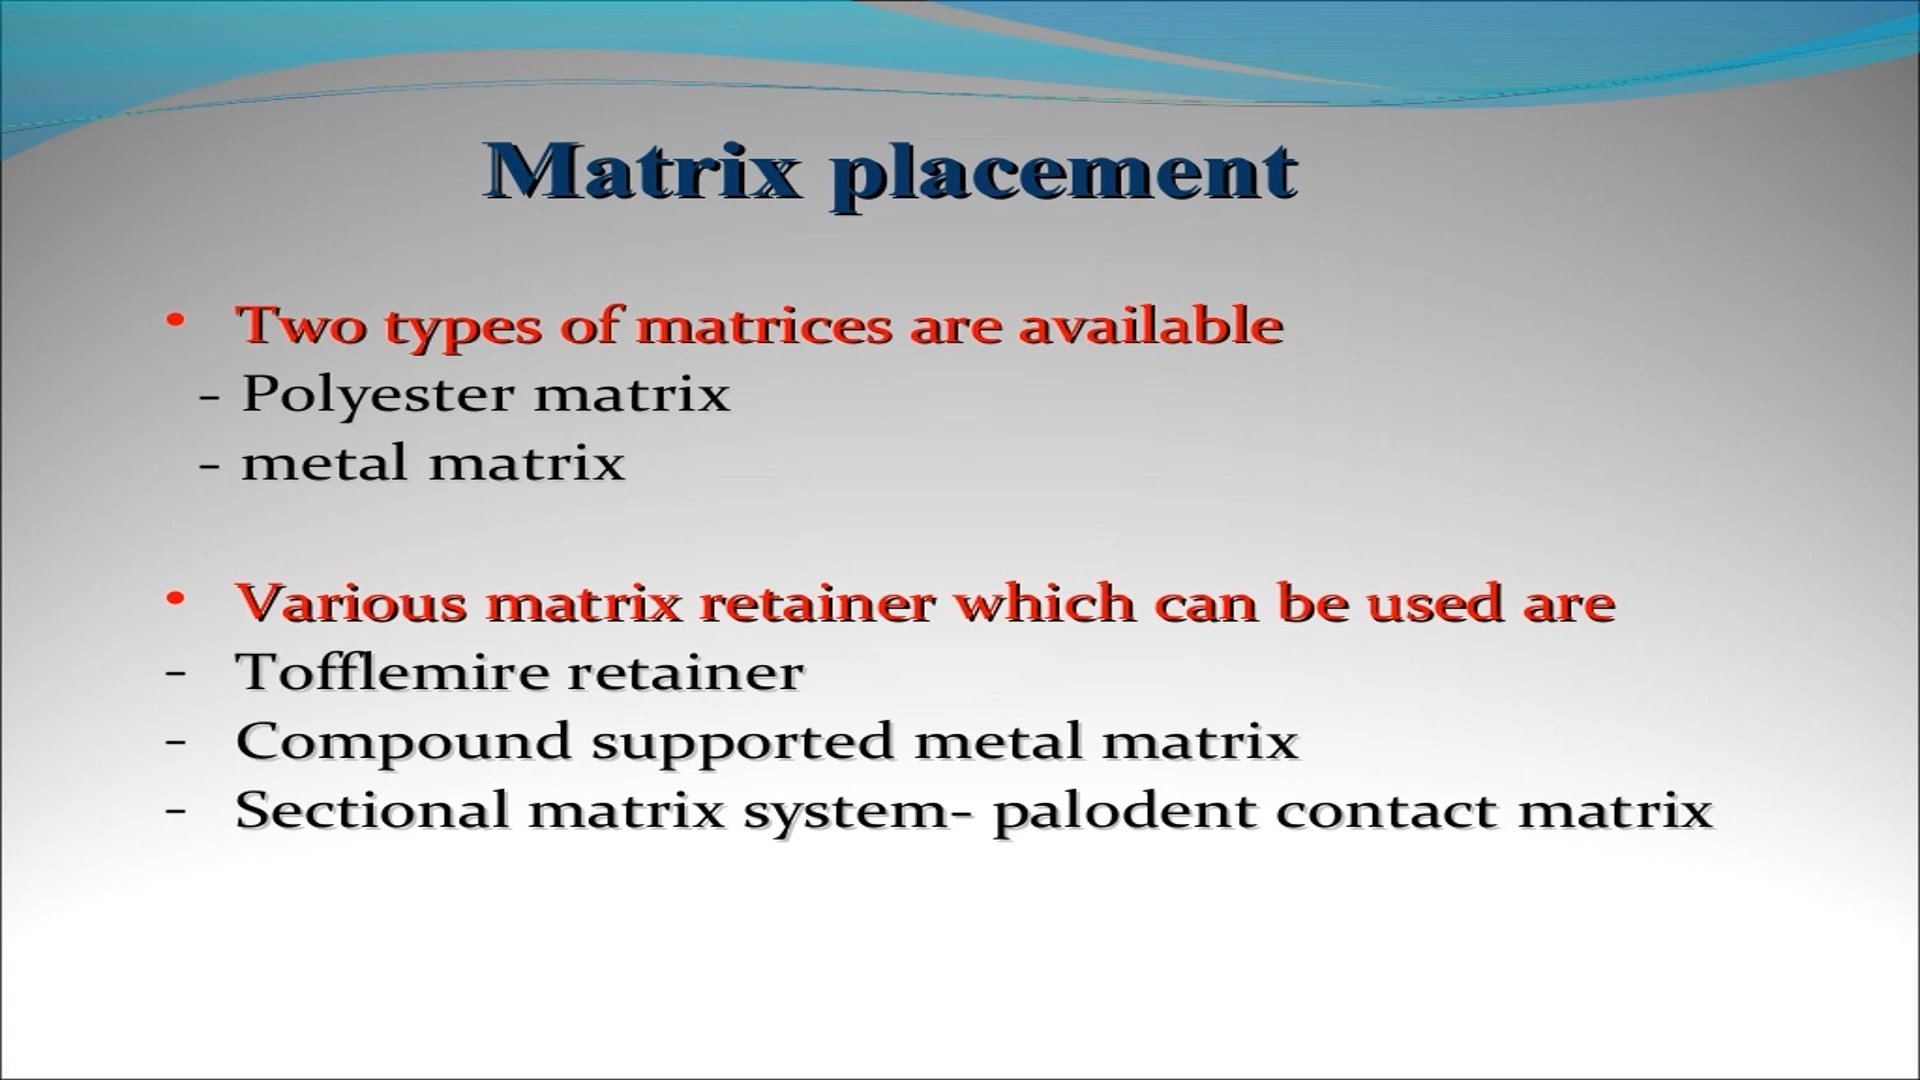 Matrix placement
• Two types of matrices are available
- Polyester matrix
- metal matrix
• Various matrix retainer which can be used are
- Tofflemire retainer
- Compound supported metal matrix
- Sectional matrix system- palodent contact matrix